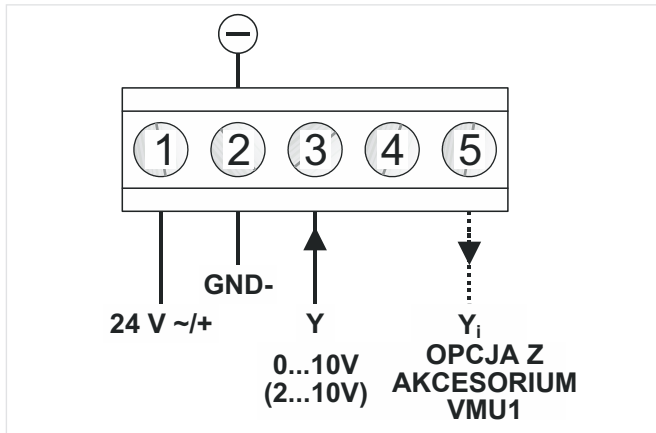 1 2 3 4 5
GND-
24 V ~/+
Y
Yi
0...10V
(2...10V)
OPCJA Z
AKCESORIUM
VMU1